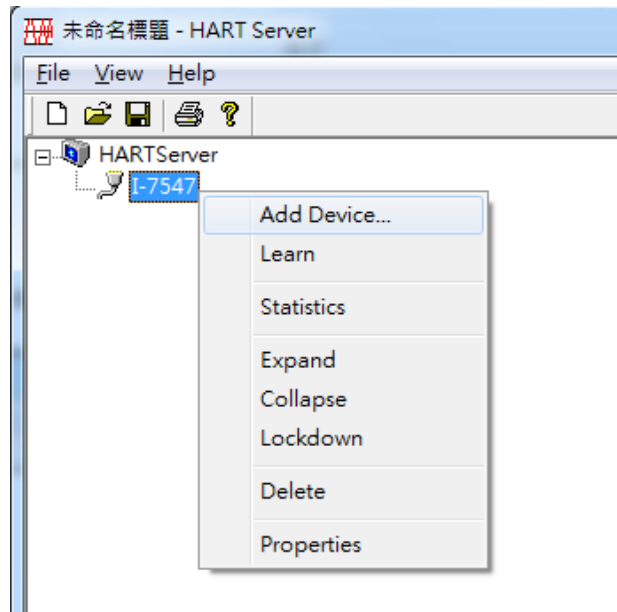 未命名標題 - HART Server
File View Help
HARTServer
I-7547
Add Device...
Learn
Statistics
Expand
Collapse
Lockdown
Delete
Properties